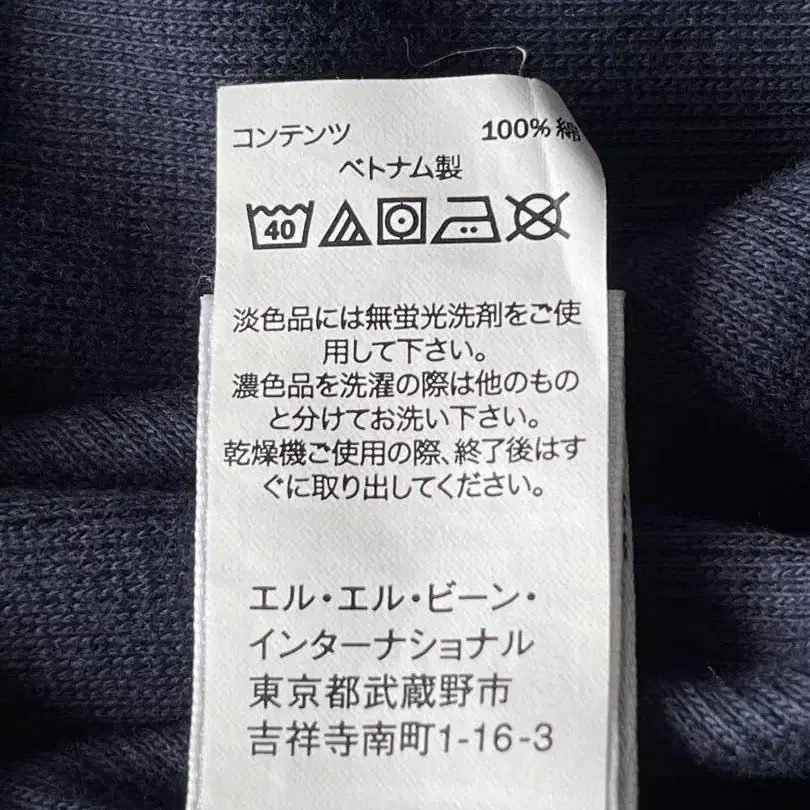 コンテンツ 100% 綿
ベトナム製
40
淡色品には無蛍光洗剤をご使
用して下さい。
濃色品を洗濯の際は他のもの
と分けてお洗い下さい。
乾燥機ご使用の際、終了後はす
ぐに取り出してください。
エル・エル・ビーン・
インターナショナル
東京都武蔵野市
吉祥寺南町1-16-3